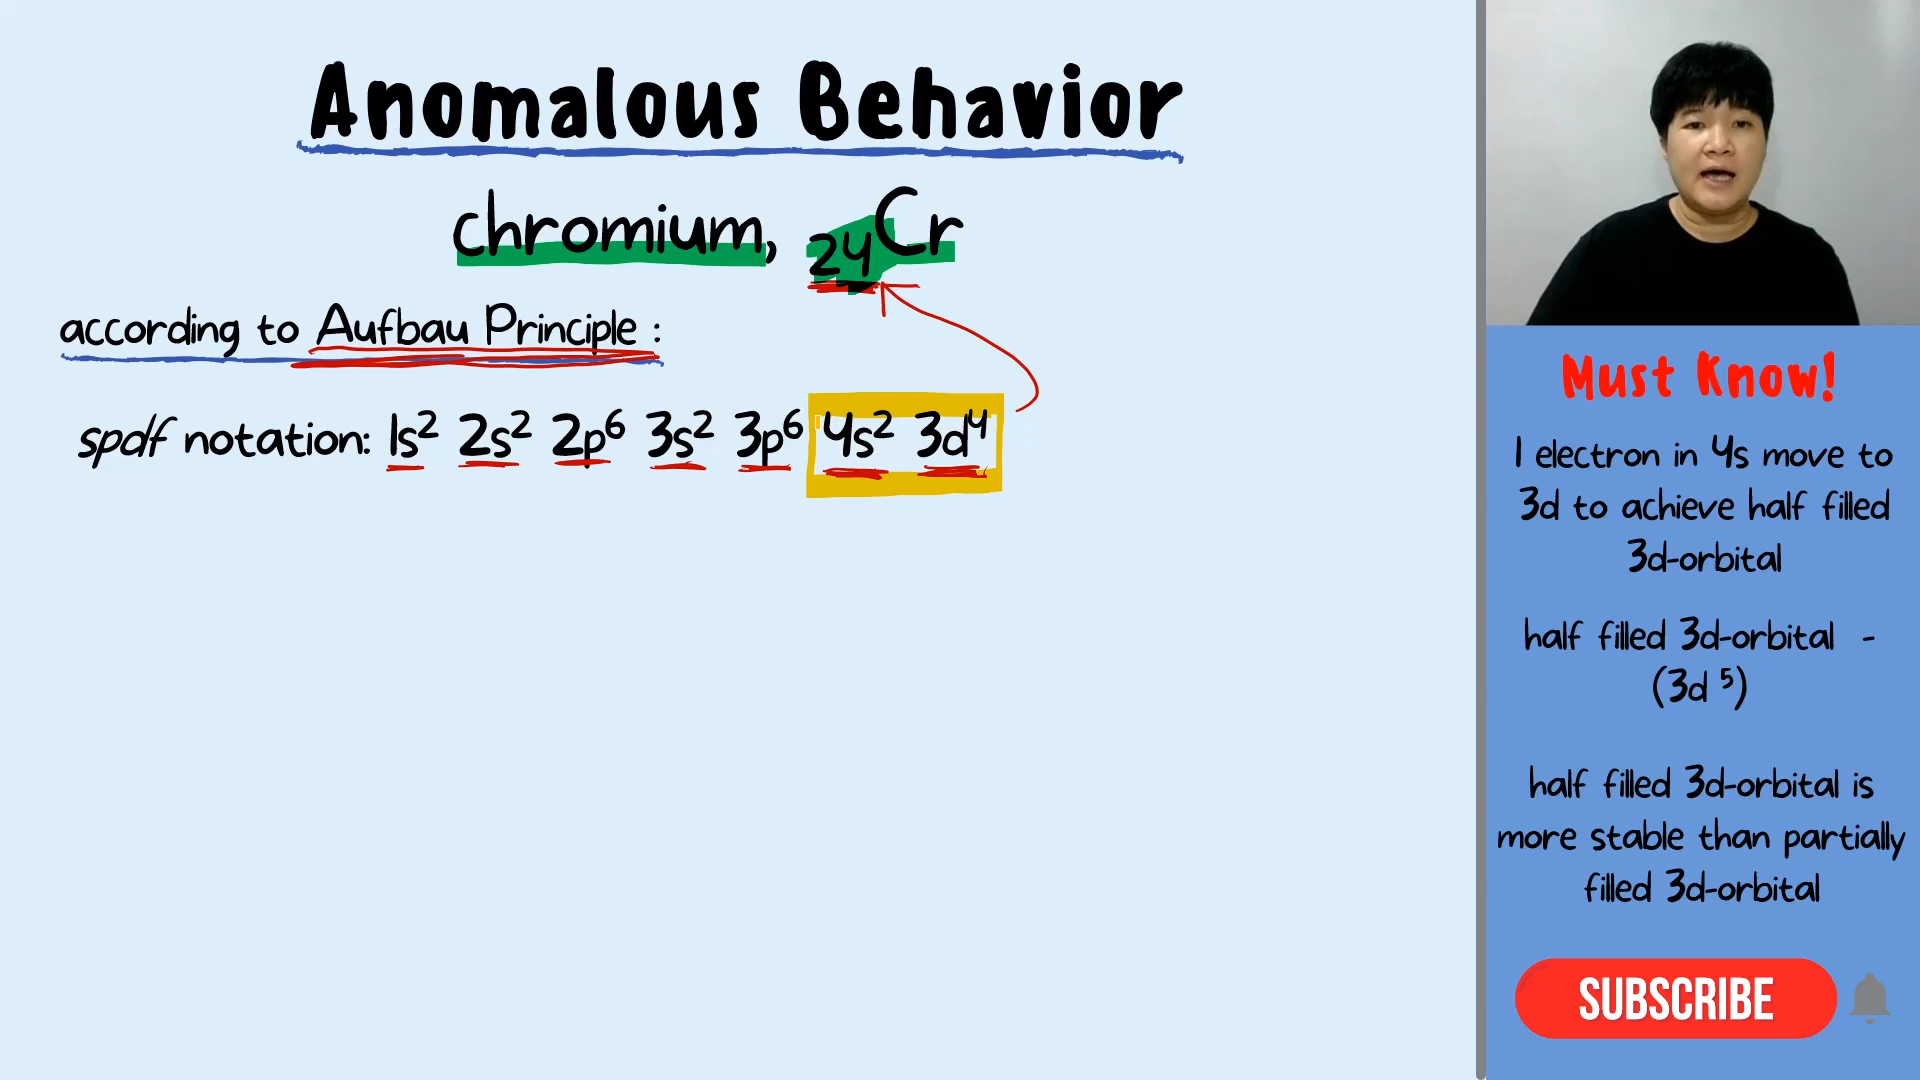 Anomalous Behavior
chromium, ₂₄Cr
according to Aufbau Principle :
spdf notation: 1s² 2s² 2p⁶ 3s² 3p⁶ 4s² 3d⁴
Must Know!
1 electron in 4s move to
3d to achieve half filled
3d-orbital
half filled 3d-orbital -
(3d ⁵)
half filled 3d-orbital is
more stable than partially
filled 3d-orbital
SUBSCRIBE